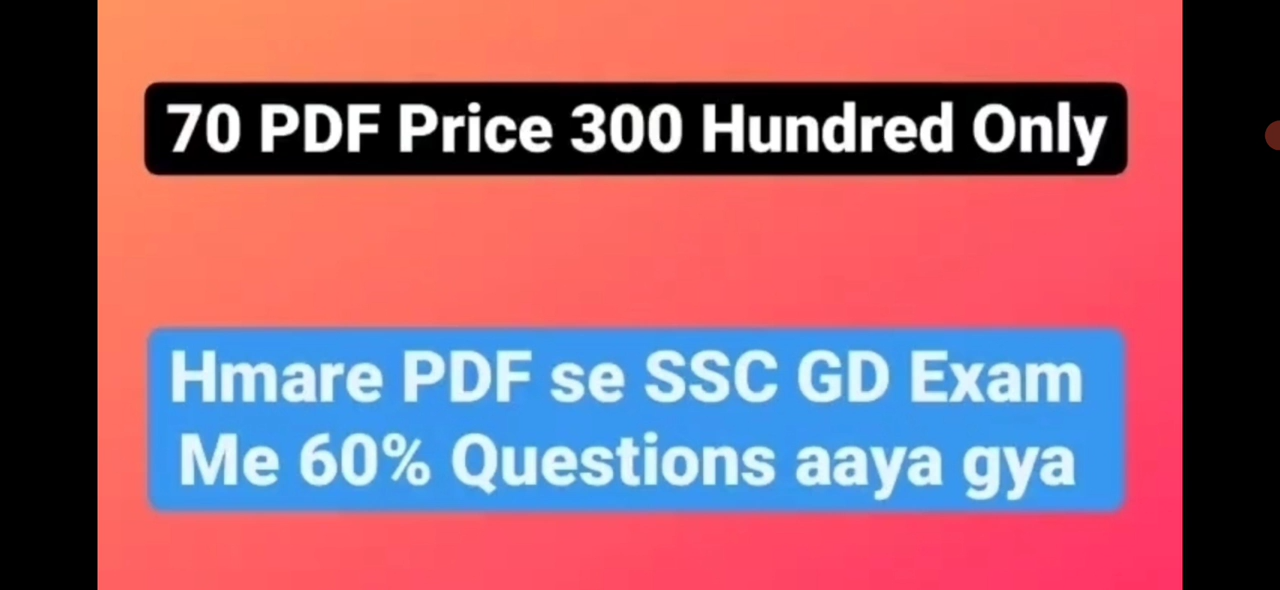 70 PDF Price 300 Hundred Only
Hmare PDF se SSC GD Exam
Me 60% Questions aaya gya